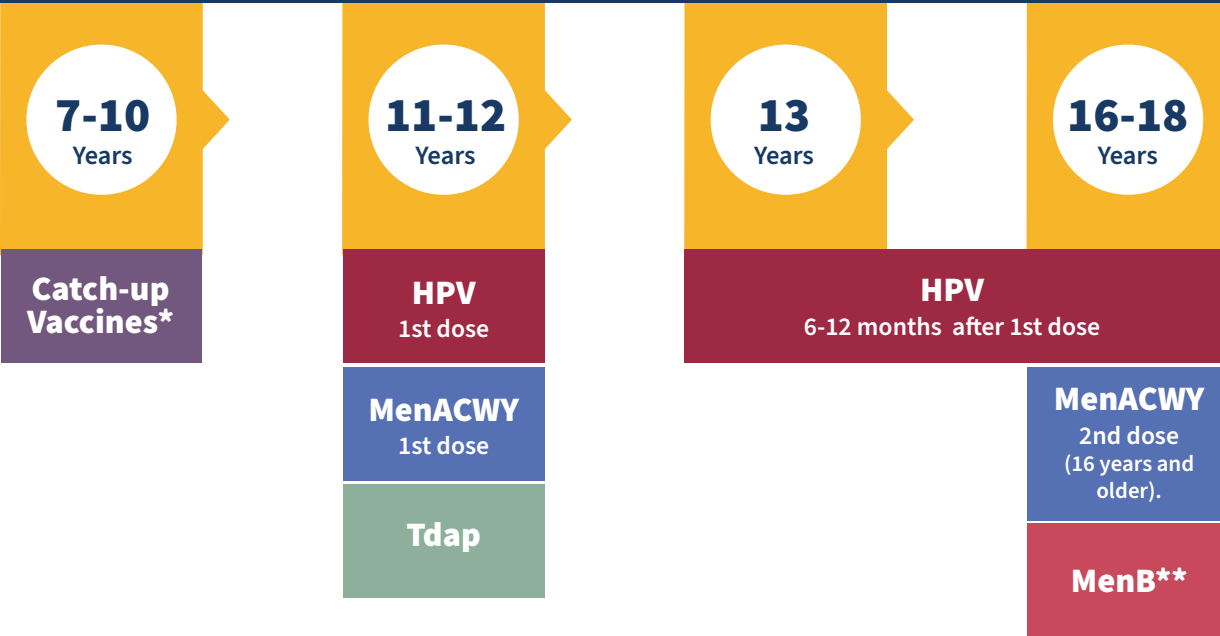 7-10
Years
11-12
Years
13
Years
16-18
Years
Catch-up
Vaccines*
HPV
1st dose
HPV
6-12 months after 1st dose
MenACWY
1st dose
MenACWY
2nd dose
(16 years and
older).
Tdap
MenB**